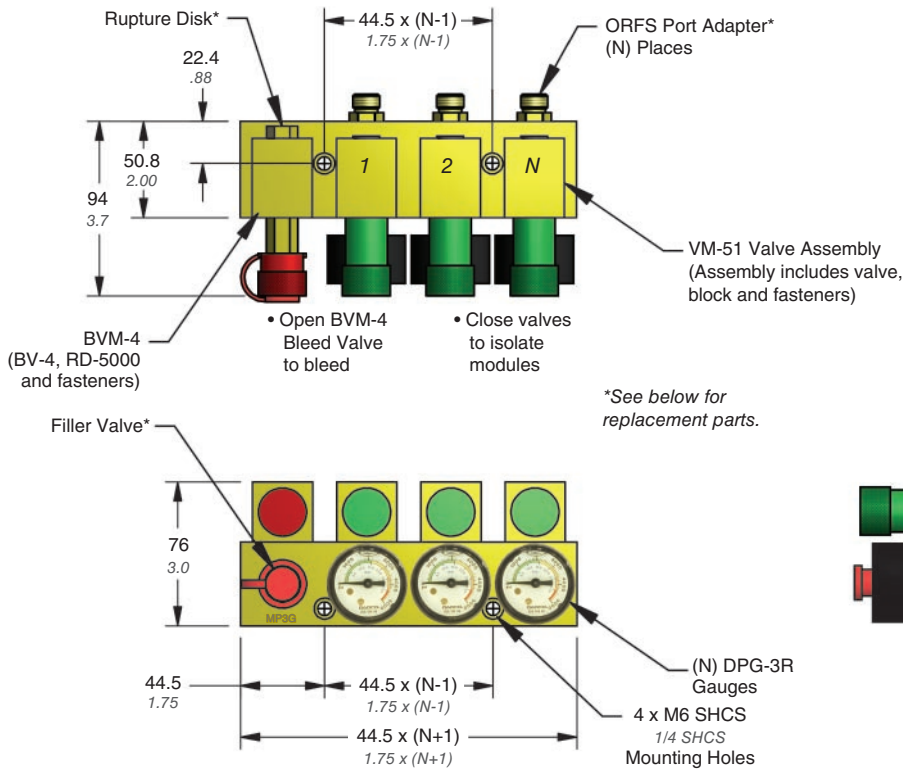 Rupture Disk*
44.5 x (N-1)
1.75 x (N-1)
ORFS Port Adapter*
(N) Places
22.4
.88
50.8
2.00
94
3.7
1
2
N
VM-51 Valve Assembly
(Assembly includes valve,
block and fasteners)
• Open BVM-4
Bleed Valve
to bleed
• Close valves
to isolate
modules
BVM-4
(BV-4, RD-5000
and fasteners)
*See below for
replacement parts.
Filler Valve*
76
3.0
MP3G
44.5
1.75
44.5 x (N-1)
1.75 x (N-1)
44.5 x (N+1)
1.75 x (N+1)
(N) DPG-3R
Gauges
4 x M6 SHCS
1/4 SHCS
Mounting Holes